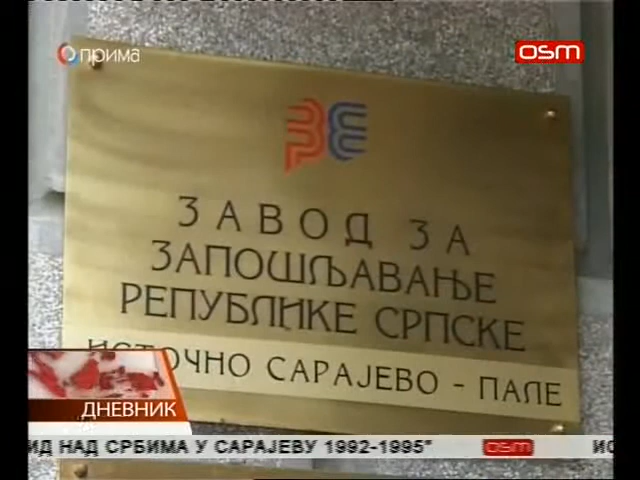 прима
OSM
ЗАВОД ЗА
ЗАПОШЉАВАЊЕ
РЕПУБЛИКЕ СРПСКЕ
ИСТОЧНО САРАЈЕВО - ПАЛЕ
ДНЕВНИК
ИД НАД СРБИМА У САРАЈЕВУ 1992-1995" OSM ИС